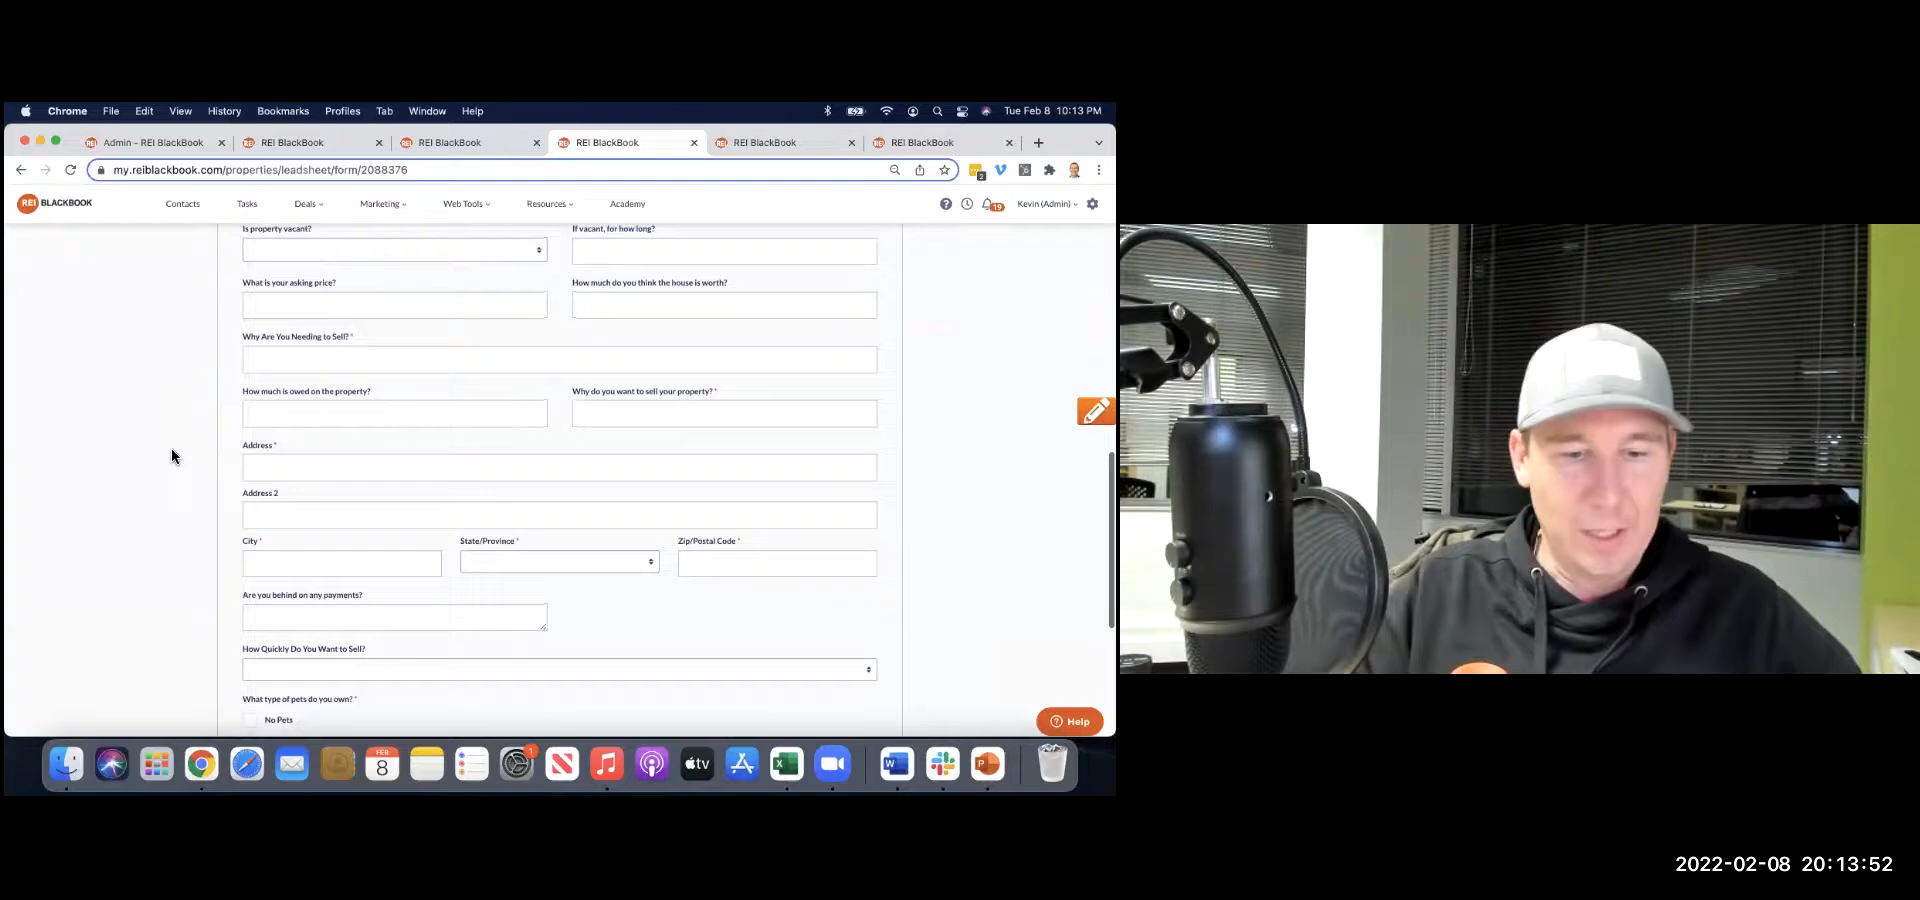 Chrome File Edit View History Bookmarks Profiles Tab Window Help Tue Feb 8 10:13 PM
Admin - REI BlackBook REI BlackBook REI BlackBook REI BlackBook REI BlackBook REI BlackBook
my.reiblackbook.com/properties/leadsheet/form/2088376
REI BLACKBOOK Contacts Tasks Deals Marketing Web Tools Resources Academy 19 Kevin (Admin)
Is property vacant? If vacant, for how long?
What is your asking price? How much do you think the house is worth?
Why Are You Needing to Sell? *
How much is owed on the property? Why do you want to sell your property? *
Address *
Address 2
City * State/Province * Zip/Postal Code *
Are you behind on any payments?
How Quickly Do You Want to Sell?
What type of pets do you own? *
No Pets
Help
FEB
8
1
tv
2022-02-08 20:13:52